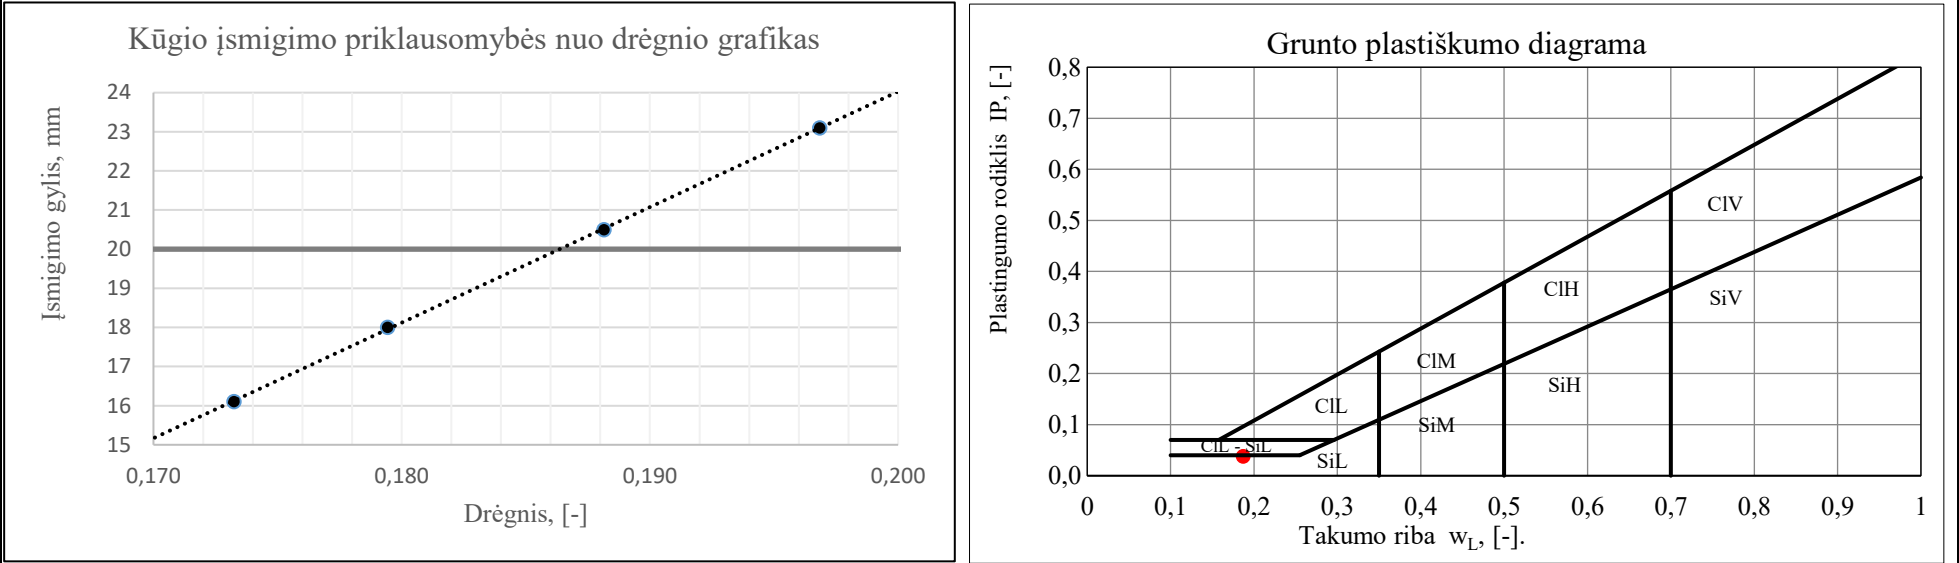 Kūgio įsmigimo priklausomybės nuo drėgnio grafikas
Įsmigimo gylis, mm
24
23
22
21
20
19
18
17
16
15
0,170 0,180 0,190 0,200
Drėgnis, [-]
Grunto plastiškumo diagrama
Plastingumo rodiklis IP, [-]
0,8
0,7
0,6
0,5
0,4
0,3
0,2
0,1
0,0
ClV
ClH
SiV
ClM
SiH
ClL
SiM
ClL - SiL
SiL
0 0,1 0,2 0,3 0,4 0,5 0,6 0,7 0,8 0,9 1
Takumo riba wL, [-].